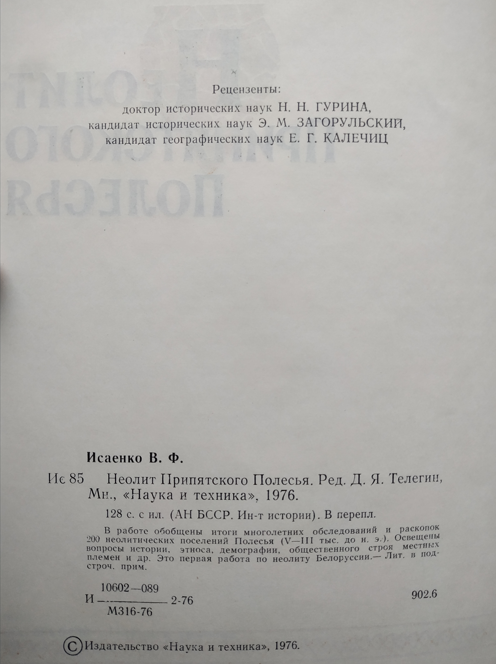 Рецензенты:
доктор исторических наук Н. Н. ГУРИНА,
кандидат исторических наук Э. М. ЗАГОРУЛЬСКИЙ,
кандидат географических наук Е. Г. КАЛЕЧИЦ
НЕОЛИТ
ПРИПЯТСКОГО
ПОЛЕСЬЯ
Исаенко В. Ф.
Ис 85 Неолит Припятского Полесья. Ред. Д. Я. Телегин,
Мн., «Наука и техника», 1976.
128 с. с ил. (АН БССР. Ин-т истории). В перепл.
В работе обобщены итоги многолетних обследований и раскопок
200 неолитических поселений Полесья (V—III тыс. до н. э.). Освещены
вопросы истории, этноса, демографии, общественного строя местных
племен и др. Это первая работа по неолиту Белоруссии.— Лит. в под-
строч. прим.
10602—089
И ———— 2-76 902.6
М316-76
© Издательство «Наука и техника», 1976.